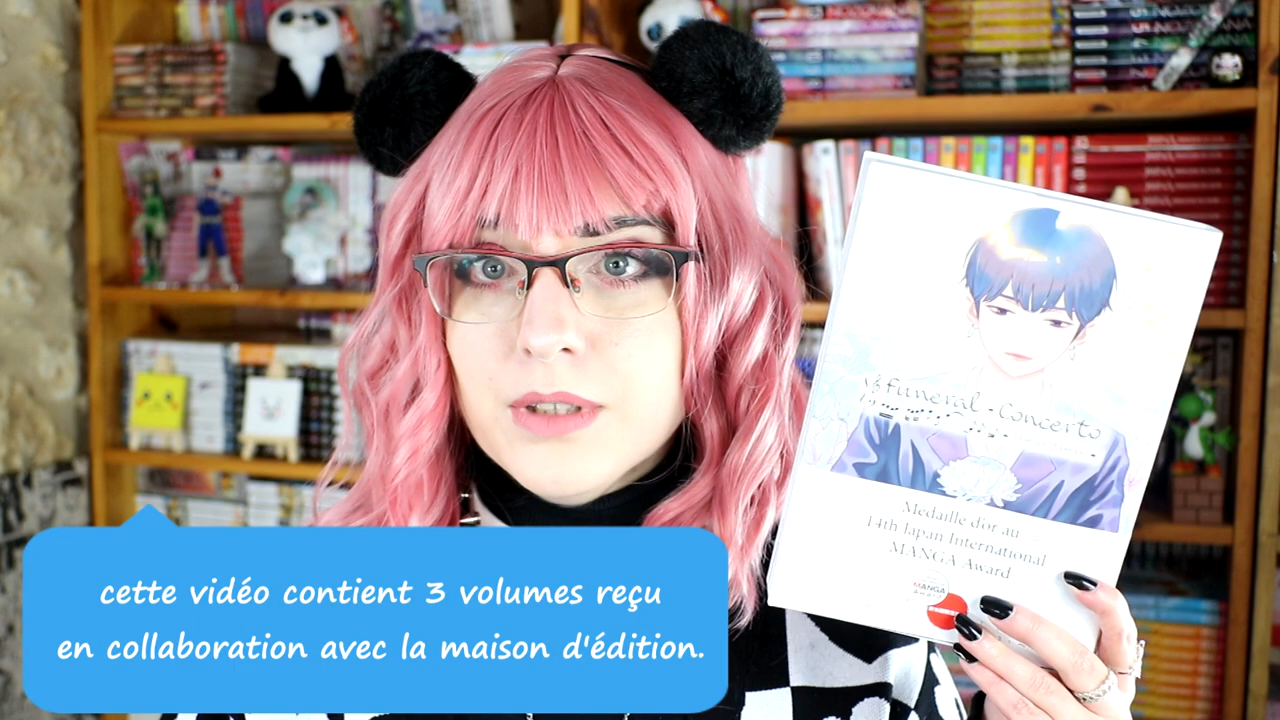 Funeral Concerto
Médaille d'or au
14th Japan International
MANGA Award
MANGA
cette vidéo contient 3 volumes reçu
en collaboration avec la maison d'édition.